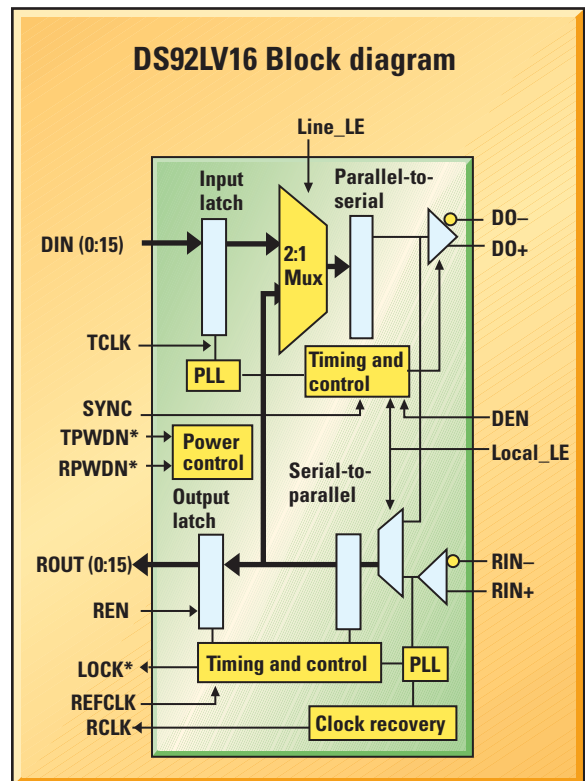 DS92LV16 Block diagram
Line_LE
Input
latch
Parallel-to-
serial
DIN (0:15)
2:1
Mux
DO–
DO+
TCLK
PLL
Timing and
control
SYNC
DEN
TPWDN*
RPWDN*
Power
control
Local_LE
Serial-to-
parallel
Output
latch
ROUT (0:15)
RIN–
RIN+
REN
LOCK*
Timing and control
PLL
REFCLK
RCLK
Clock recovery